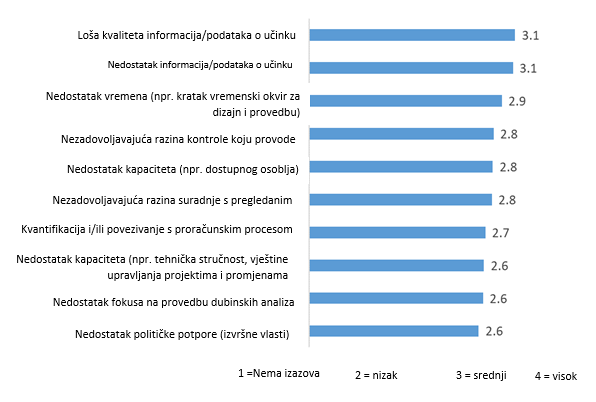 Loša kvaliteta informacija/podataka o učinku 3.1
Nedostatak informacija/podataka o učinku 3.1
Nedostatak vremena (npr. kratak vremenski okvir za
dizajn i provedbu) 2.9
Nezadovoljavajuća razina kontrole koju provode 2.8
Nedostatak kapaciteta (npr. dostupnog osoblja) 2.8
Nezadovoljavajuća razina suradnje s pregledanim 2.8
Kvantifikacija i/ili povezivanje s proračunskim procesom 2.7
Nedostatak kapaciteta (npr. tehnička stručnost, vještine
upravljanja projektima i promjenama 2.6
Nedostatak fokusa na provedbu dubinskih analiza 2.6
Nedostatak političke potpore (izvršne vlasti) 2.6
1 =Nema izazova 2 = nizak 3 = srednji 4 = visok